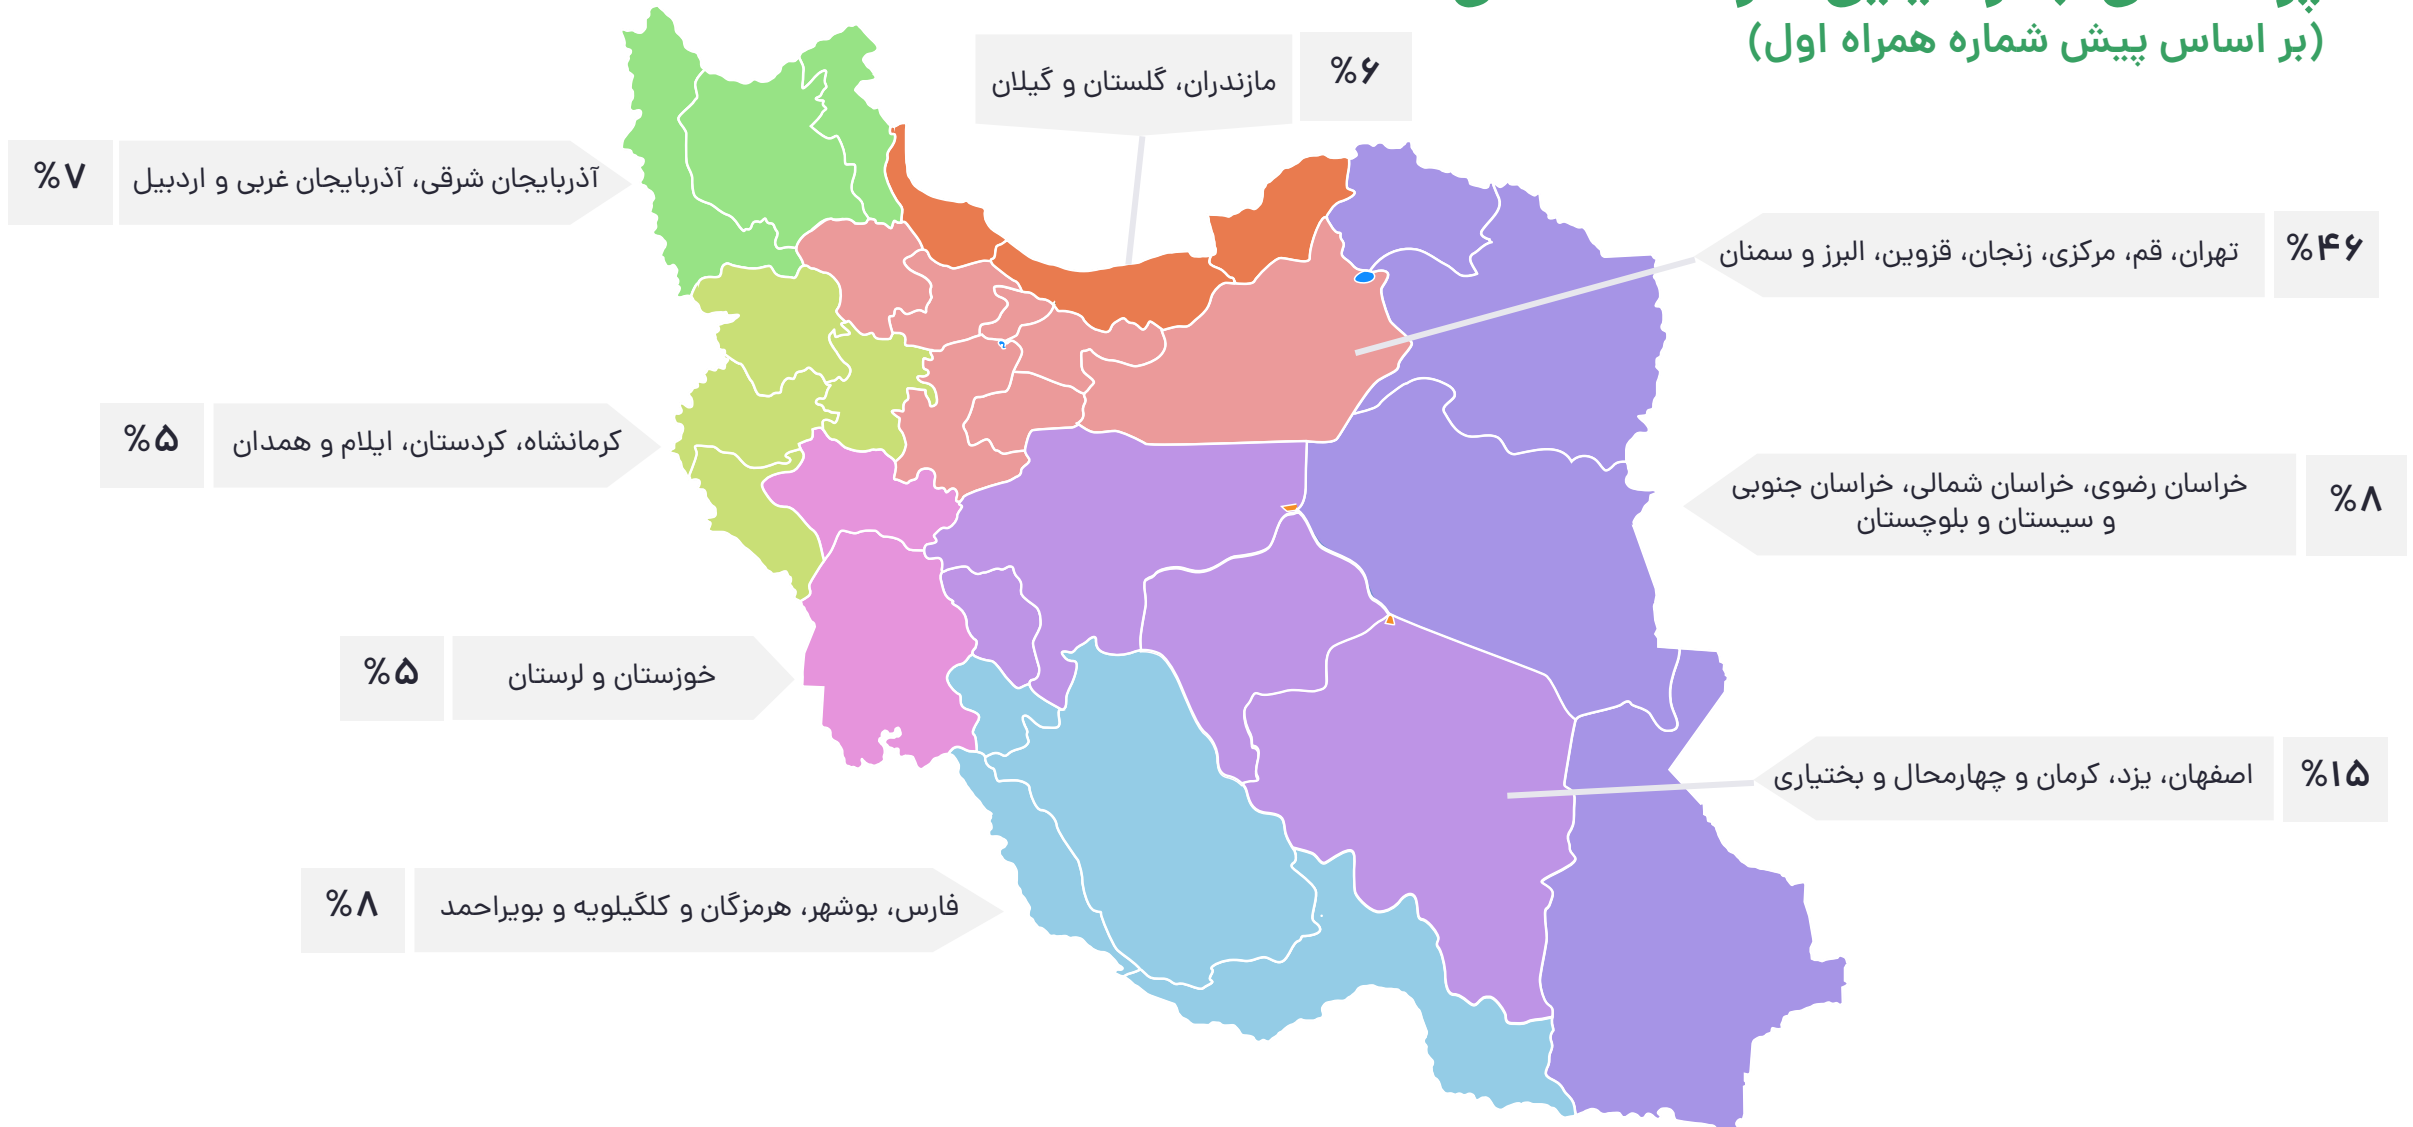 (بر اساس پیش شماره همراه اول)
مازندران، گلستان و گیلان
%۶
آذربایجان شرقی، آذربایجان غربی و اردبیل
%۷
تهران، قم، مرکزی، زنجان، قزوین، البرز و سمنان
%۴۶
کرمانشاه، کردستان، ایلام و همدان
%۵
خراسان رضوی، خراسان شمالی، خراسان جنوبی
و سیستان و بلوچستان
%۸
خوزستان و لرستان
%۵
اصفهان، یزد، کرمان و چهارمحال و بختیاری
%۱۵
فارس، بوشهر، هرمزگان و کلگیلویه و بویراحمد
%۸